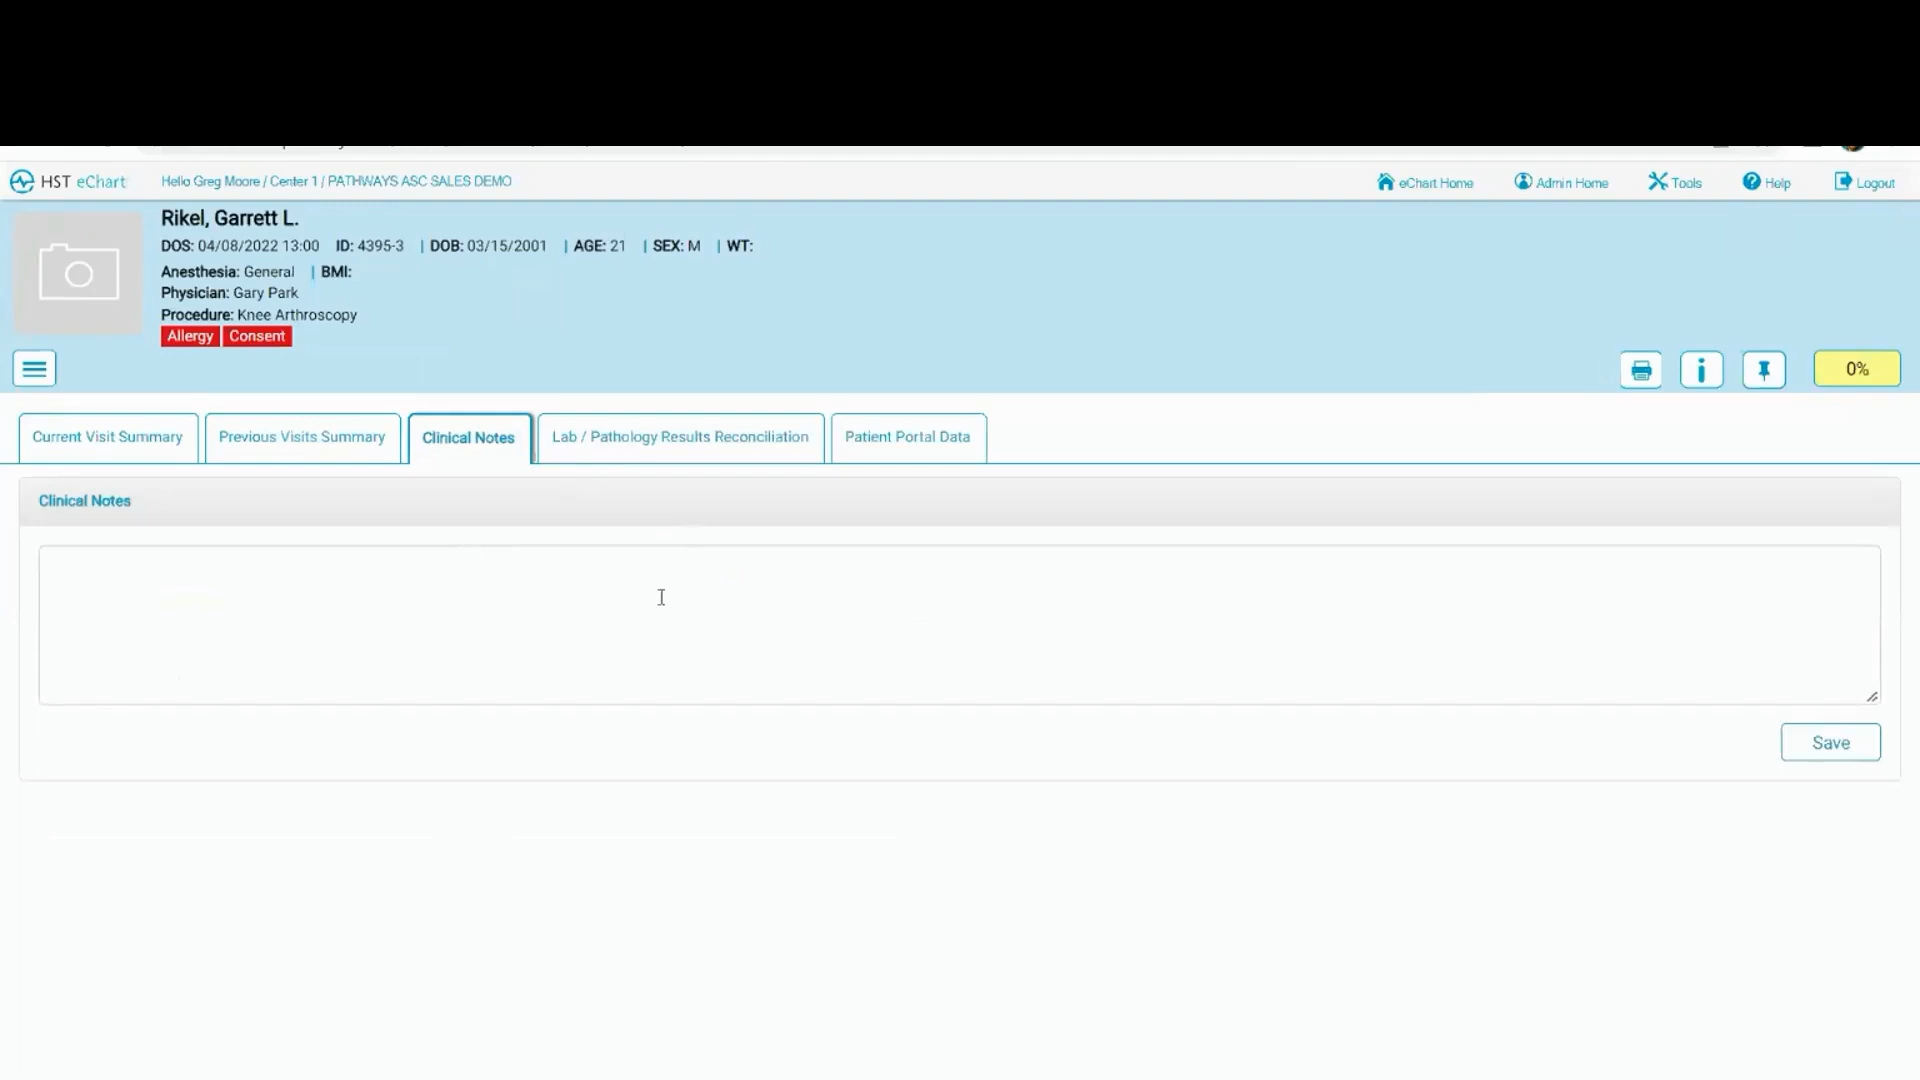 HST eChart Hello Greg Moore / Center 1 / PATHWAYS ASC SALES DEMO eChart Home Admin Home Tools Help Logout
Rikel, Garrett L.
DOS: 04/08/2022 13:00 ID: 4395-3 | DOB: 03/15/2001 | AGE: 21 | SEX: M | WT:
Anesthesia: General | BMI:
Physician: Gary Park
Procedure: Knee Arthroscopy
Allergy Consent
0%
Current Visit Summary Previous Visits Summary Clinical Notes Lab / Pathology Results Reconciliation Patient Portal Data
Clinical Notes
Save